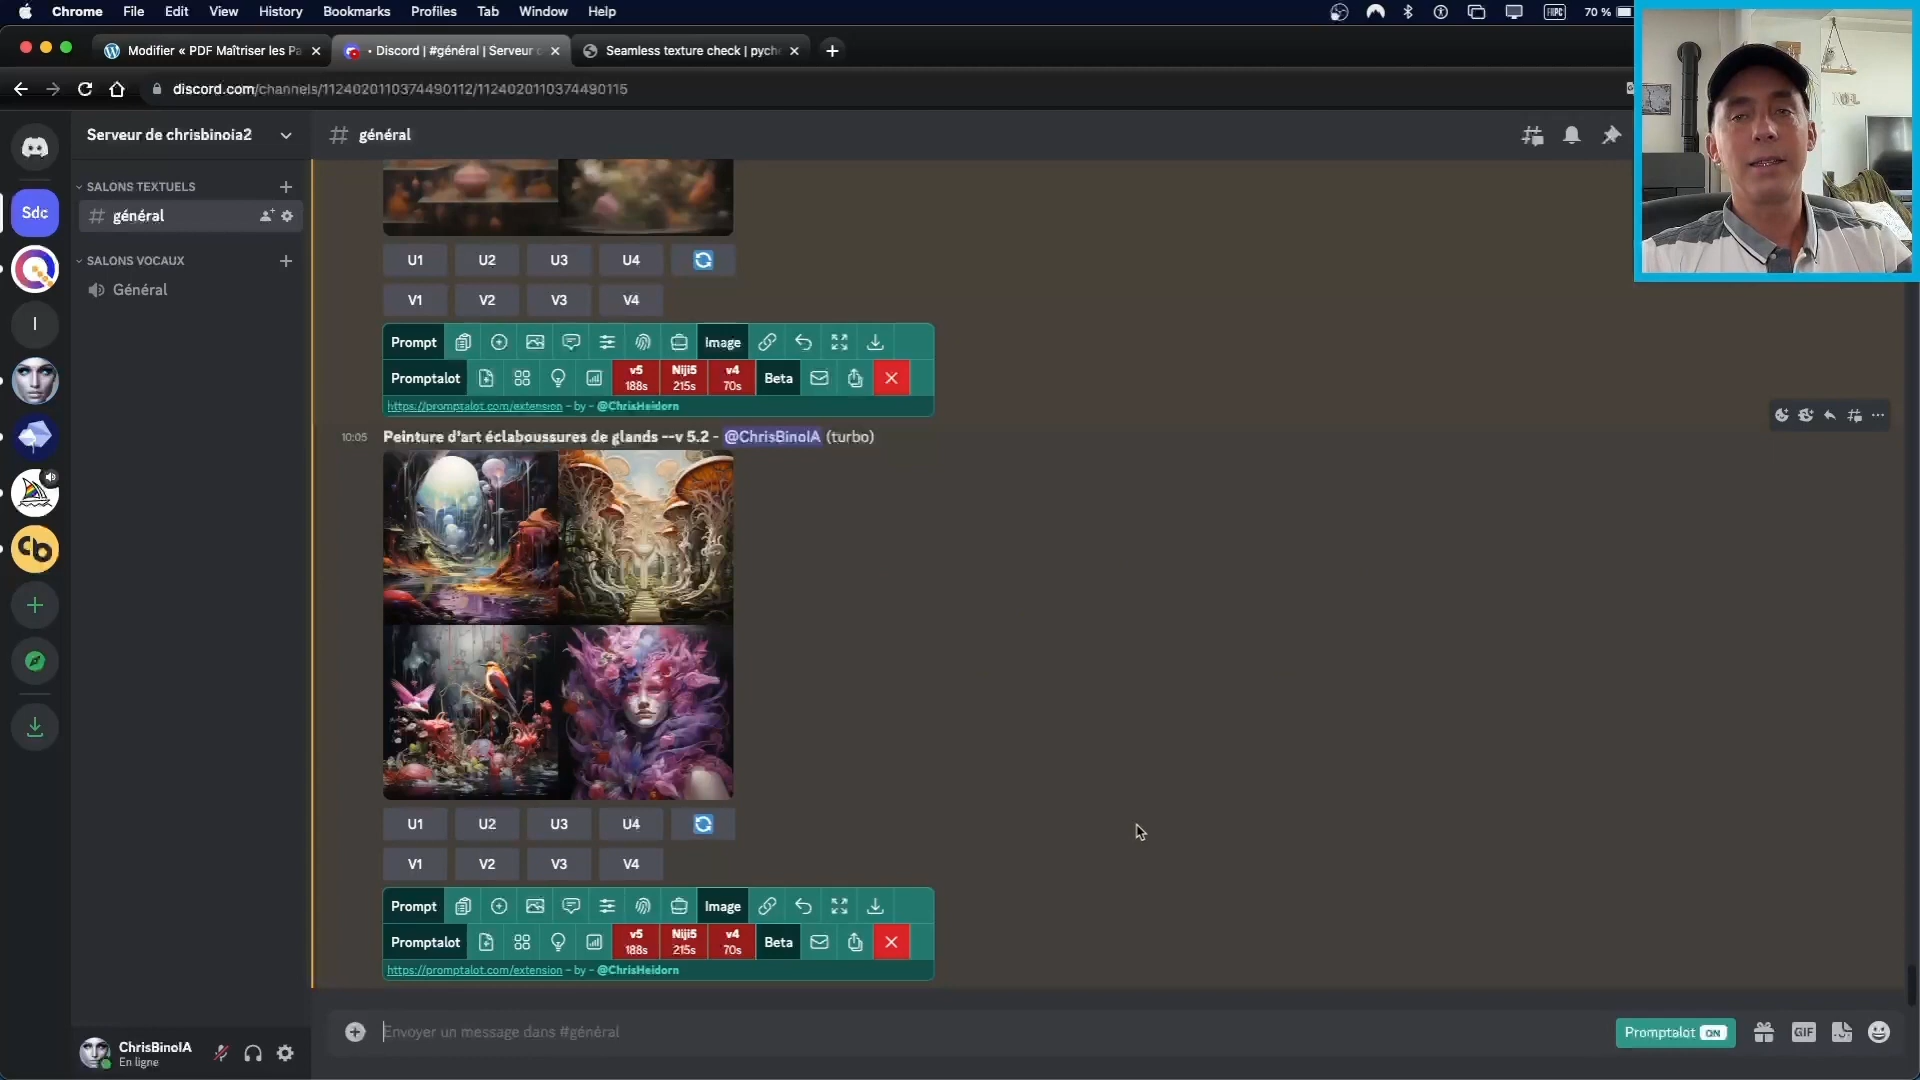 Chrome File Edit View History Bookmarks Profiles Tab Window Help
70 %
Modifier « PDF Maîtriser les Pa
• Discord | #général | Serveur d
Seamless texture check | pych
discord.com/channels/1124020110374490112/1124020110374490115
Serveur de chrisbinoia2
# général
SALONS TEXTUELS
# général
SALONS VOCAUX
Général
Sdc
I
U1 U2 U3 U4
V1 V2 V3 V4
Prompt Image
Promptalot v5 188s Niji5 215s v4 70s Beta
https://promptalot.com/extension - by - @ChrisHeidorn
10:05 Peinture d'art éclaboussures de glands --v 5.2 - @ChrisBinoIA (turbo)
U1 U2 U3 U4
V1 V2 V3 V4
Prompt Image
Promptalot v5 188s Niji5 215s v4 70s Beta
https://promptalot.com/extension - by - @ChrisHeidorn
Envoyer un message dans #général
Promptalot ON
GIF
ChrisBinoIA
En ligne